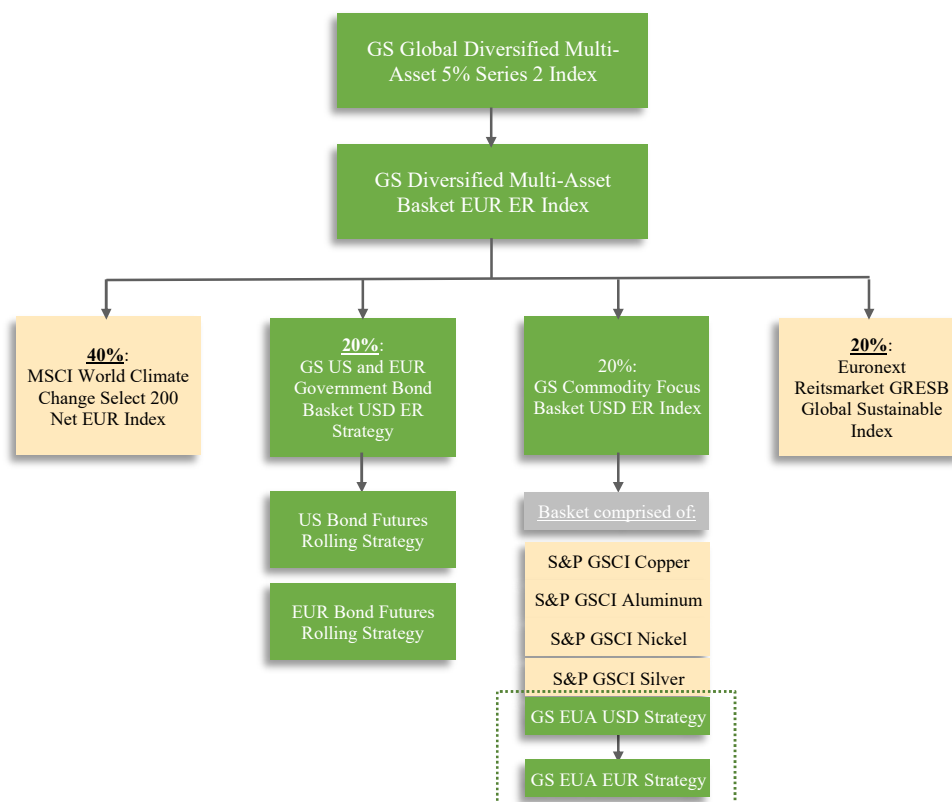 GS Global Diversified Multi-
Asset 5% Series 2 Index
GS Diversified Multi-Asset
Basket EUR ER Index
40%:
MSCI World Climate
Change Select 200
Net EUR Index
20%:
GS US and EUR
Government Bond
Basket USD ER
Strategy
20%:
GS Commodity Focus
Basket USD ER Index
20%:
Euronext
Reitsmarket GRESB
Global Sustainable
Index
US Bond Futures
Rolling Strategy
EUR Bond Futures
Rolling Strategy
Basket comprised of:
S&P GSCI Copper
S&P GSCI Aluminum
S&P GSCI Nickel
S&P GSCI Silver
GS EUA USD Strategy
GS EUA EUR Strategy